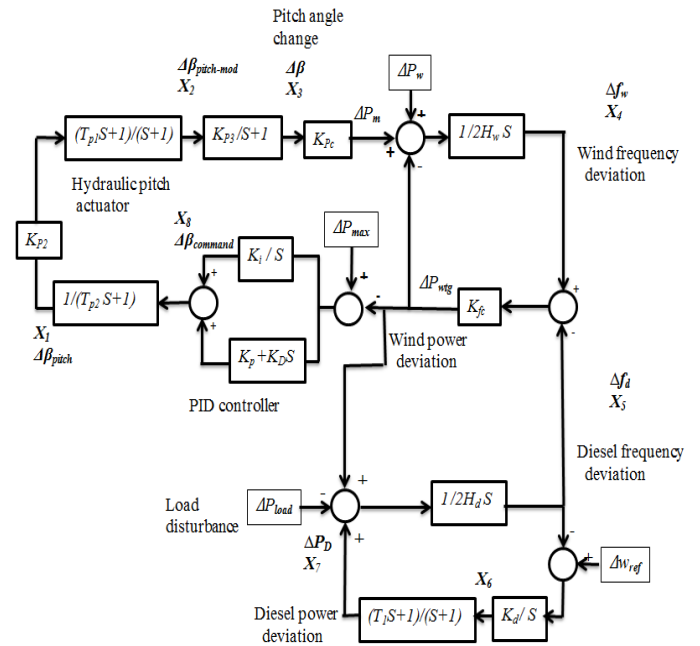 Pitch angle
change
Δβpitch-mod
X2
Δβ
X3
ΔPw
Δfw
X4
(Tp1S+1)/(S+1)
KP3/S+1
KPc
ΔPm
+
+
-
1/2HwS
Wind frequency
deviation
Hydraulic pitch
actuator
KP2
X8
Δβcommand
Ki / S
ΔPmax
+
-
ΔPwtg
Kfc
+
-
1/(Tp2 S+1)
+
+
X1
Δβpitch
Kp+KDS
PID controller
Wind power
deviation
Δfd
X5
Diesel frequency
deviation
Load
disturbance
ΔPload
-
+
+
1/2HdS
ΔPD
X7
-
+
Δwref
X6
Diesel power
deviation
(T1S+1)/(S+1)
Kd/ S